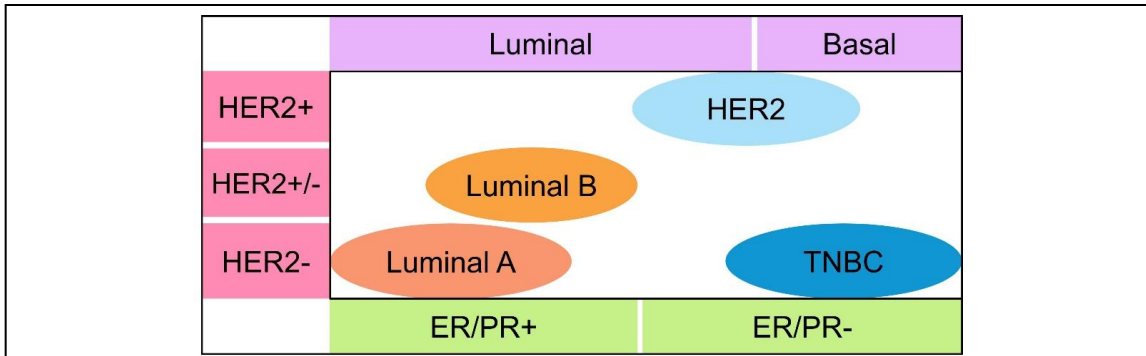 Luminal Basal
HER2+ HER2
HER2+/- Luminal B
HER2- Luminal A TNBC
ER/PR+ ER/PR-